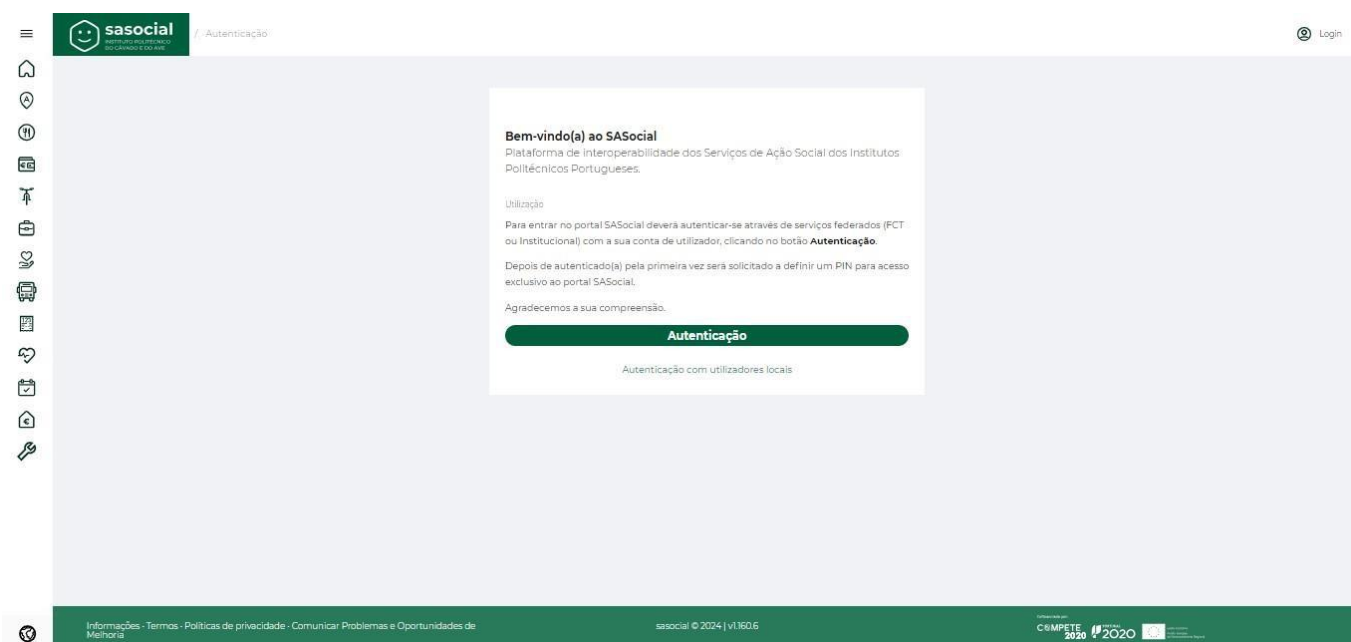 sasocial
INSTITUTO POLITÉCNICO
DO CÁVADO E DO AVE
/ Autenticação
Login
Bem-vindo(a) ao SASocial
Plataforma de interoperabilidade dos Serviços de Ação Social dos Institutos
Politécnicos Portugueses.
Utilização
Para entrar no portal SASocial deverá autenticar-se através de serviços federados (FCT
ou Institucional) com a sua conta de utilizador, clicando no botão Autenticação.
Depois de autenticado(a) pela primeira vez será solicitado a definir um PIN para acesso
exclusivo ao portal SASocial.
Agradecemos a sua compreensão.
Autenticação
Autenticação com utilizadores locais
Informações - Termos - Políticas de privacidade - Comunicar Problemas e Oportunidades de
Melhoria
sasocial © 2024 | v1.160.6
COMPETE
2020
2020